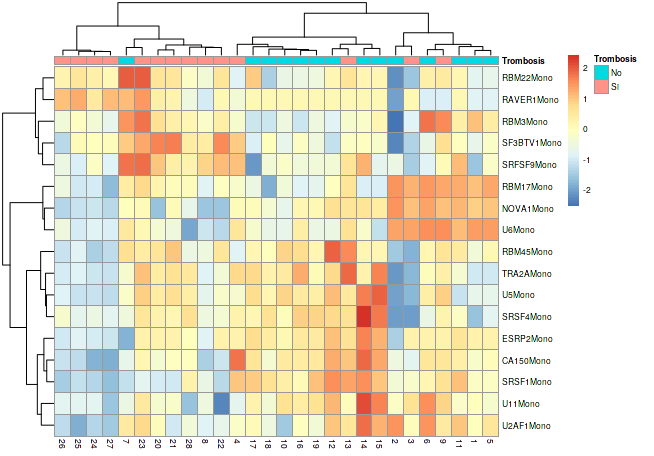 Trombosis
Trombosis
No
SI
2
1
0
-1
-2
RBM22Mono
RAVER1Mono
RBM3Mono
SF3BTV1Mono
SRFSF9Mono
RBM17Mono
NOVA1Mono
U6Mono
RBM45Mono
TRA2AMono
U5Mono
SRSF4Mono
ESRP2Mono
CA150Mono
SRSF1Mono
U11Mono
U2AF1Mono
26 25 24 27 7 23 20 21 28 8 22 4 17 18 10 16 19 12 13 14 15 2 3 6 9 11 1 5